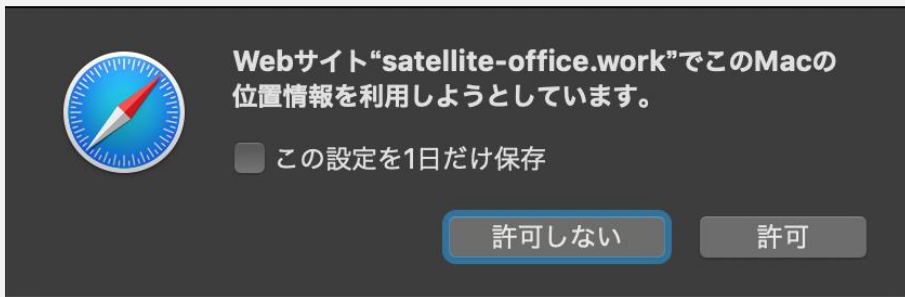 Webサイト“satellite-office.work”でこのMacの
位置情報を利用しようとしています。
この設定を1日だけ保存
許可しない
許可